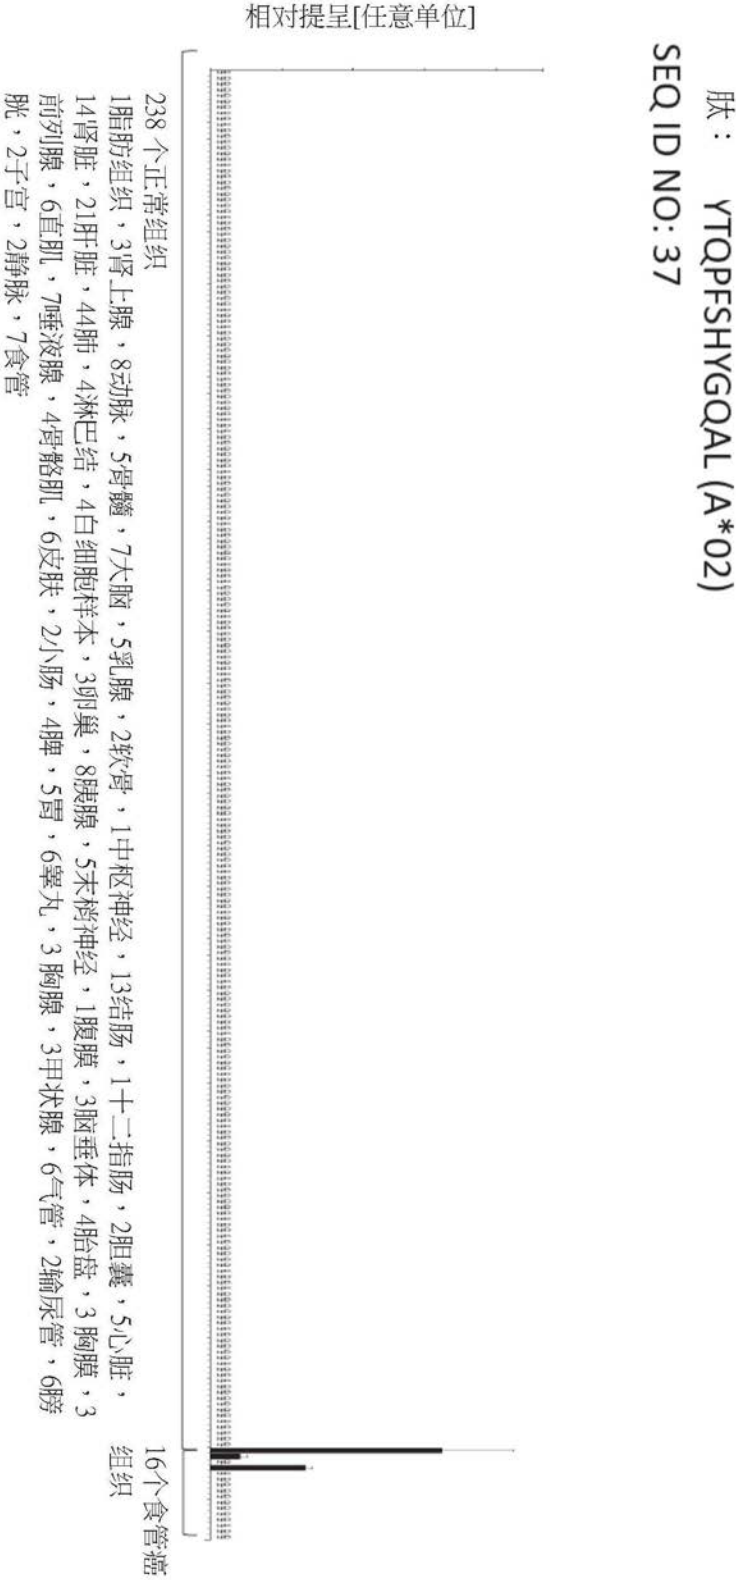 肽： YTQPFSHYGQAL (A*02)
SEQ ID NO: 37
相对提呈[任意单位]
238 个正常组织
1脂肪组织，3肾上腺，8动脉，5骨髓，7大脑，5乳腺，2软骨，1中枢神经，13结肠，1十二指肠，2胆囊，5心脏，
14肾脏，21肝脏，44肺，4淋巴结，4白细胞样本，3卵巢，8胰腺，5末梢神经，1腹膜，3脑垂体，4胎盘，3 胸膜，3
前列腺，6直肌，7唾液腺，4骨骼肌，6皮肤，2小肠，4脾，5胃，6睾丸，3 胸腺，3甲状腺，6气管，2输尿管，6膀
胱，2子宫，2静脉，7食管
16个食管癌
组织